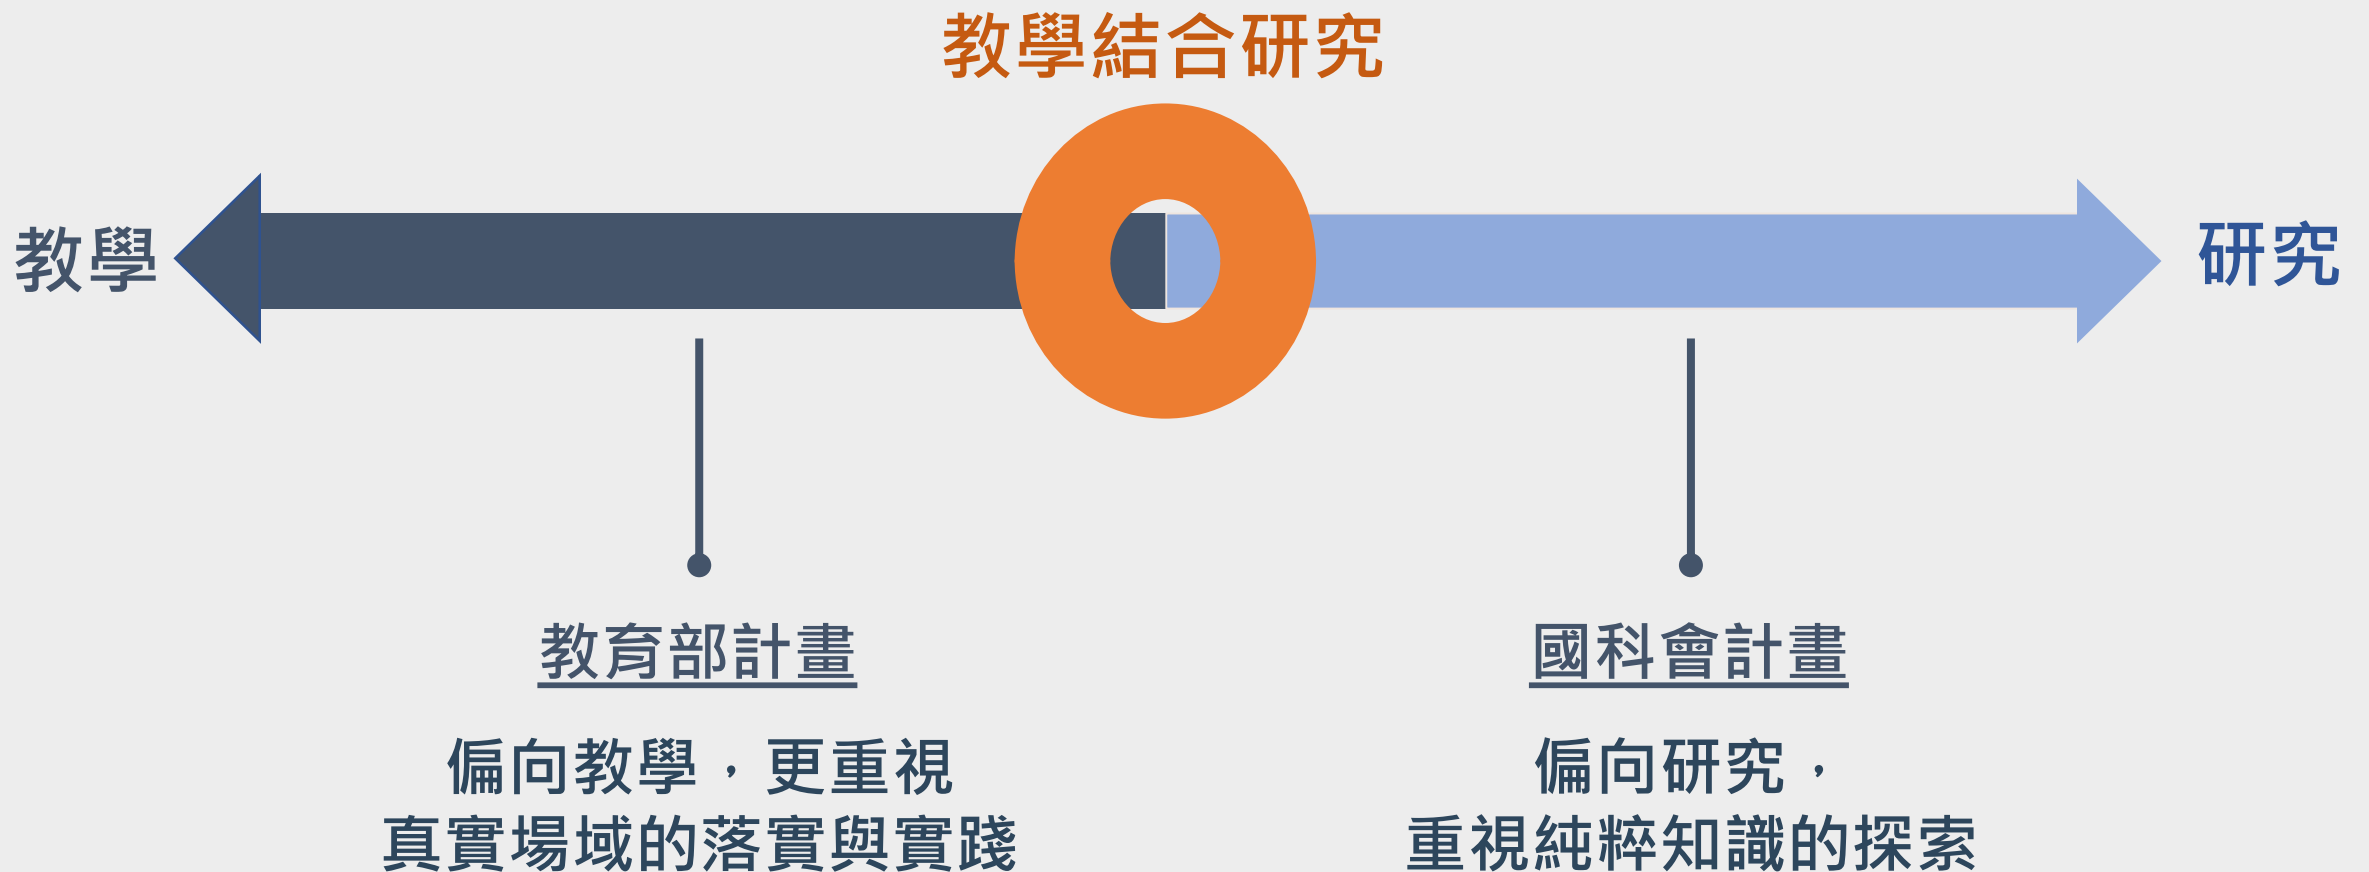 教學結合研究
教學
研究
教育部計畫
偏向教學，更重視
真實場域的落實與實踐
國科會計畫
偏向研究，
重視純粹知識的探索